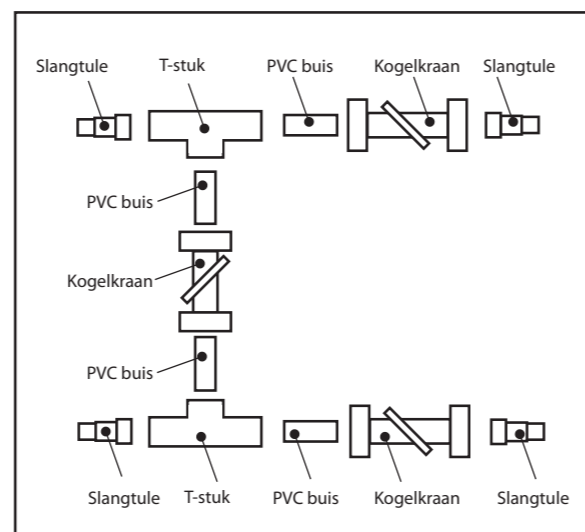 Slangtule T-stuk PVC buis Kogelkraan Slangtule
PVC buis
Kogelkraan
PVC buis
Slangtule T-stuk PVC buis Kogelkraan Slangtule